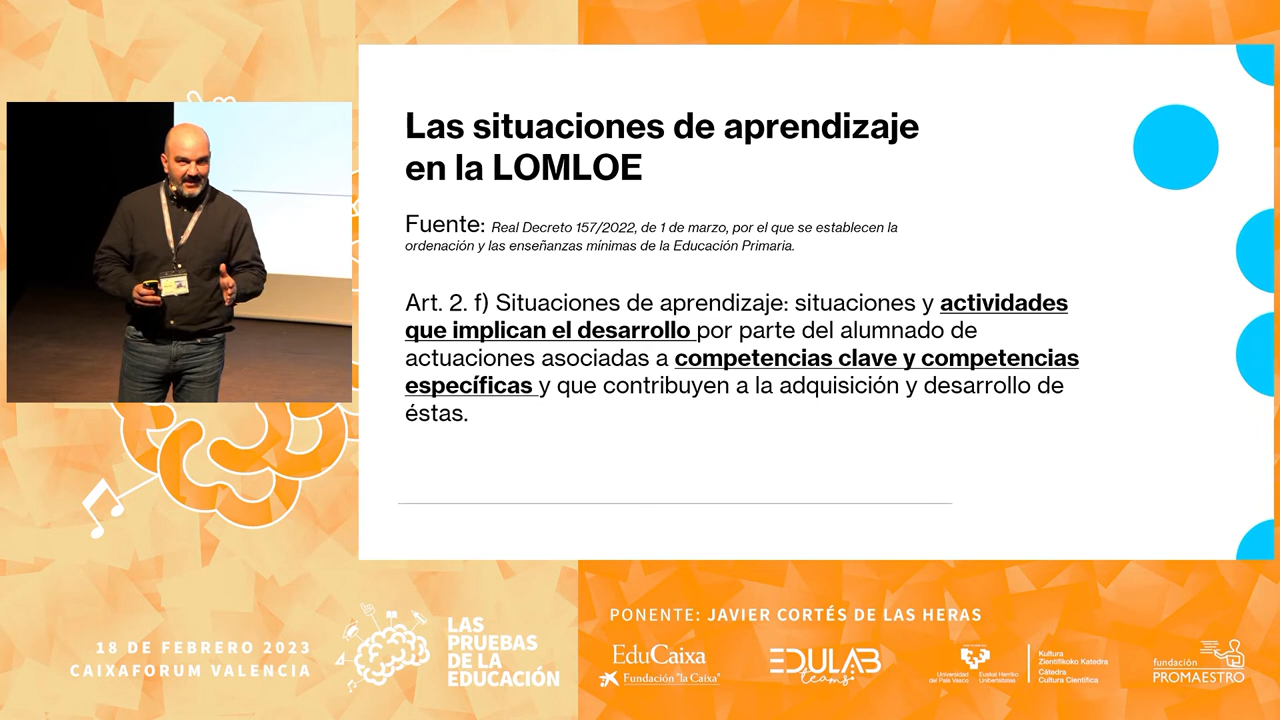 Las situaciones de aprendizaje
en la LOMLOE
Fuente: Real Decreto 157/2022, de 1 de marzo, por el que se establecen la
ordenación y las enseñanzas mínimas de la Educación Primaria.
Art. 2. f) Situaciones de aprendizaje: situaciones y actividades
que implican el desarrollo por parte del alumnado de
actuaciones asociadas a competencias clave y competencias
específicas y que contribuyen a la adquisición y desarrollo de
éstas.
18 DE FEBRERO 2023
CAIXAFORUM VALENCIA
LAS
PRUEBAS
DE LA
EDUCACIÓN
PONENTE: JAVIER CORTÉS DE LAS HERAS
EduCaixa
Fundación "la Caixa"
EDULAB
teams
Universidad
del País Vasco
Euskal Herriko
Unibertsitatea
Kultura
Zientifikoko Katedra
Cátedra
Cultura Científica
fundación
PROMAESTRO